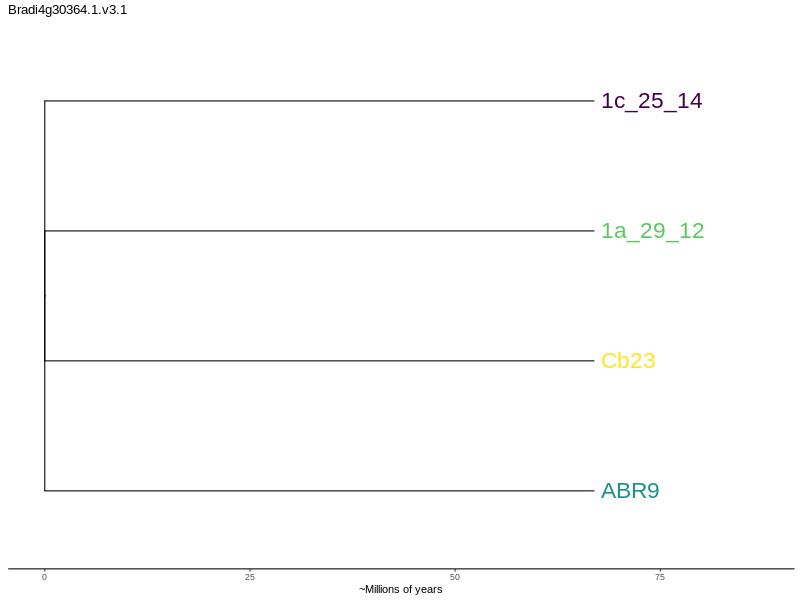 Bradi4g30364.1.v3.1
1c_25_14
1a_29_12
Cb23
ABR9
0 25 50 75
~Millions of years